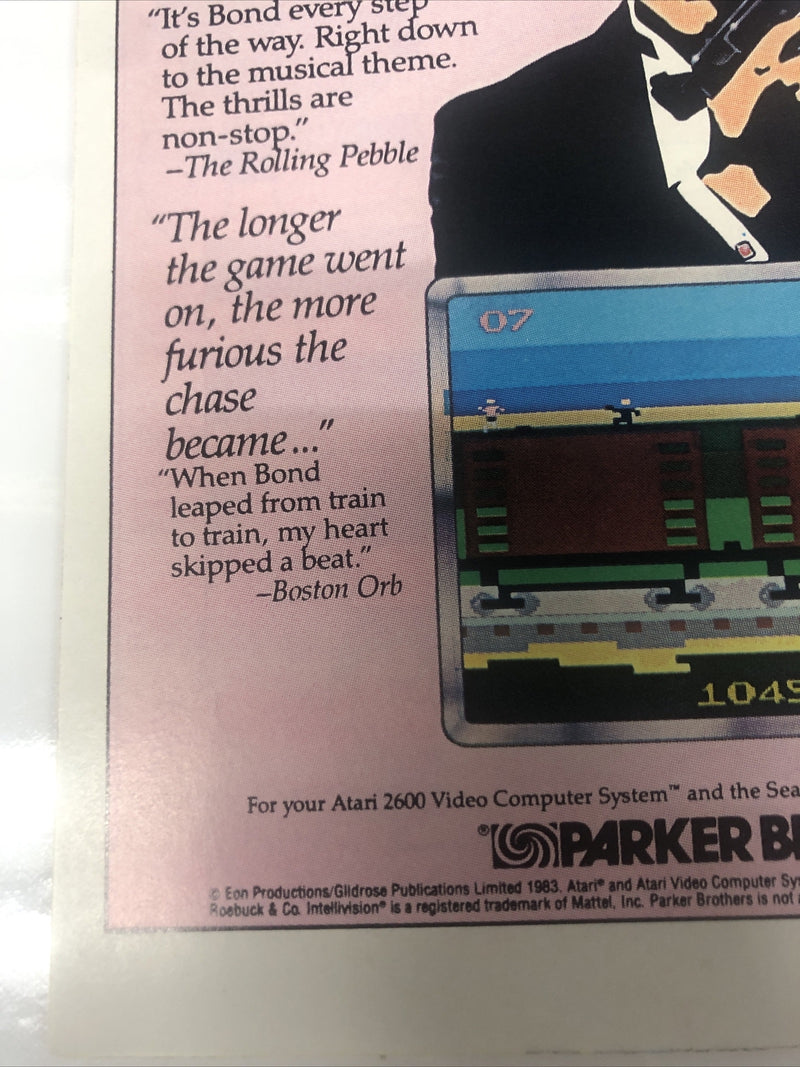 “It's Bond every step
of the way. Right down
to the musical theme.
The thrills are
non-stop.”
–The Rolling Pebble
“The longer
the game went
on, the more
furious the
chase
became...”
“When Bond
leaped from train
to train, my heart
skipped a beat.”
–Boston Orb
07
1045
For your Atari 2600 Video Computer System™ and the Sea
® PARKER B
© Eon Productions/Glidrose Publications Limited 1983. Atari® and Atari Video Computer Sy
Roebuck & Co. Intellivision® is a registered trademark of Mattel, Inc. Parker Brothers is not